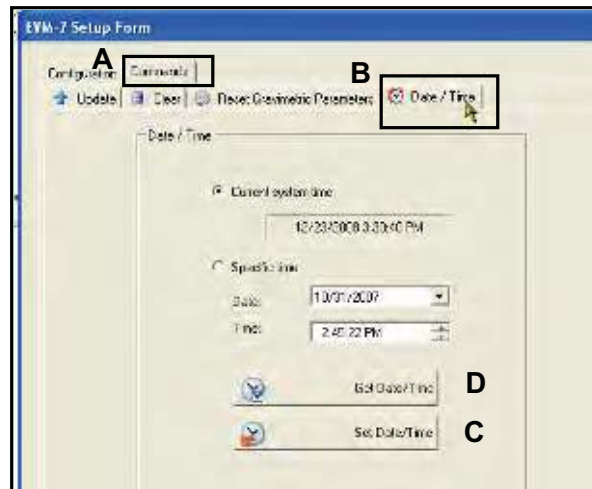 EVM-7 Setup Form
A
B
Configuration Commands
Update Clear Reset Gravimetric Parameters Date / Time
Date / Time
Current system time
12/23/2008 3:30:40 PM
Specific time
Date: 10/31/2007
Time: 2:45:22 PM
Get Date/Time D
Set Date/Time C